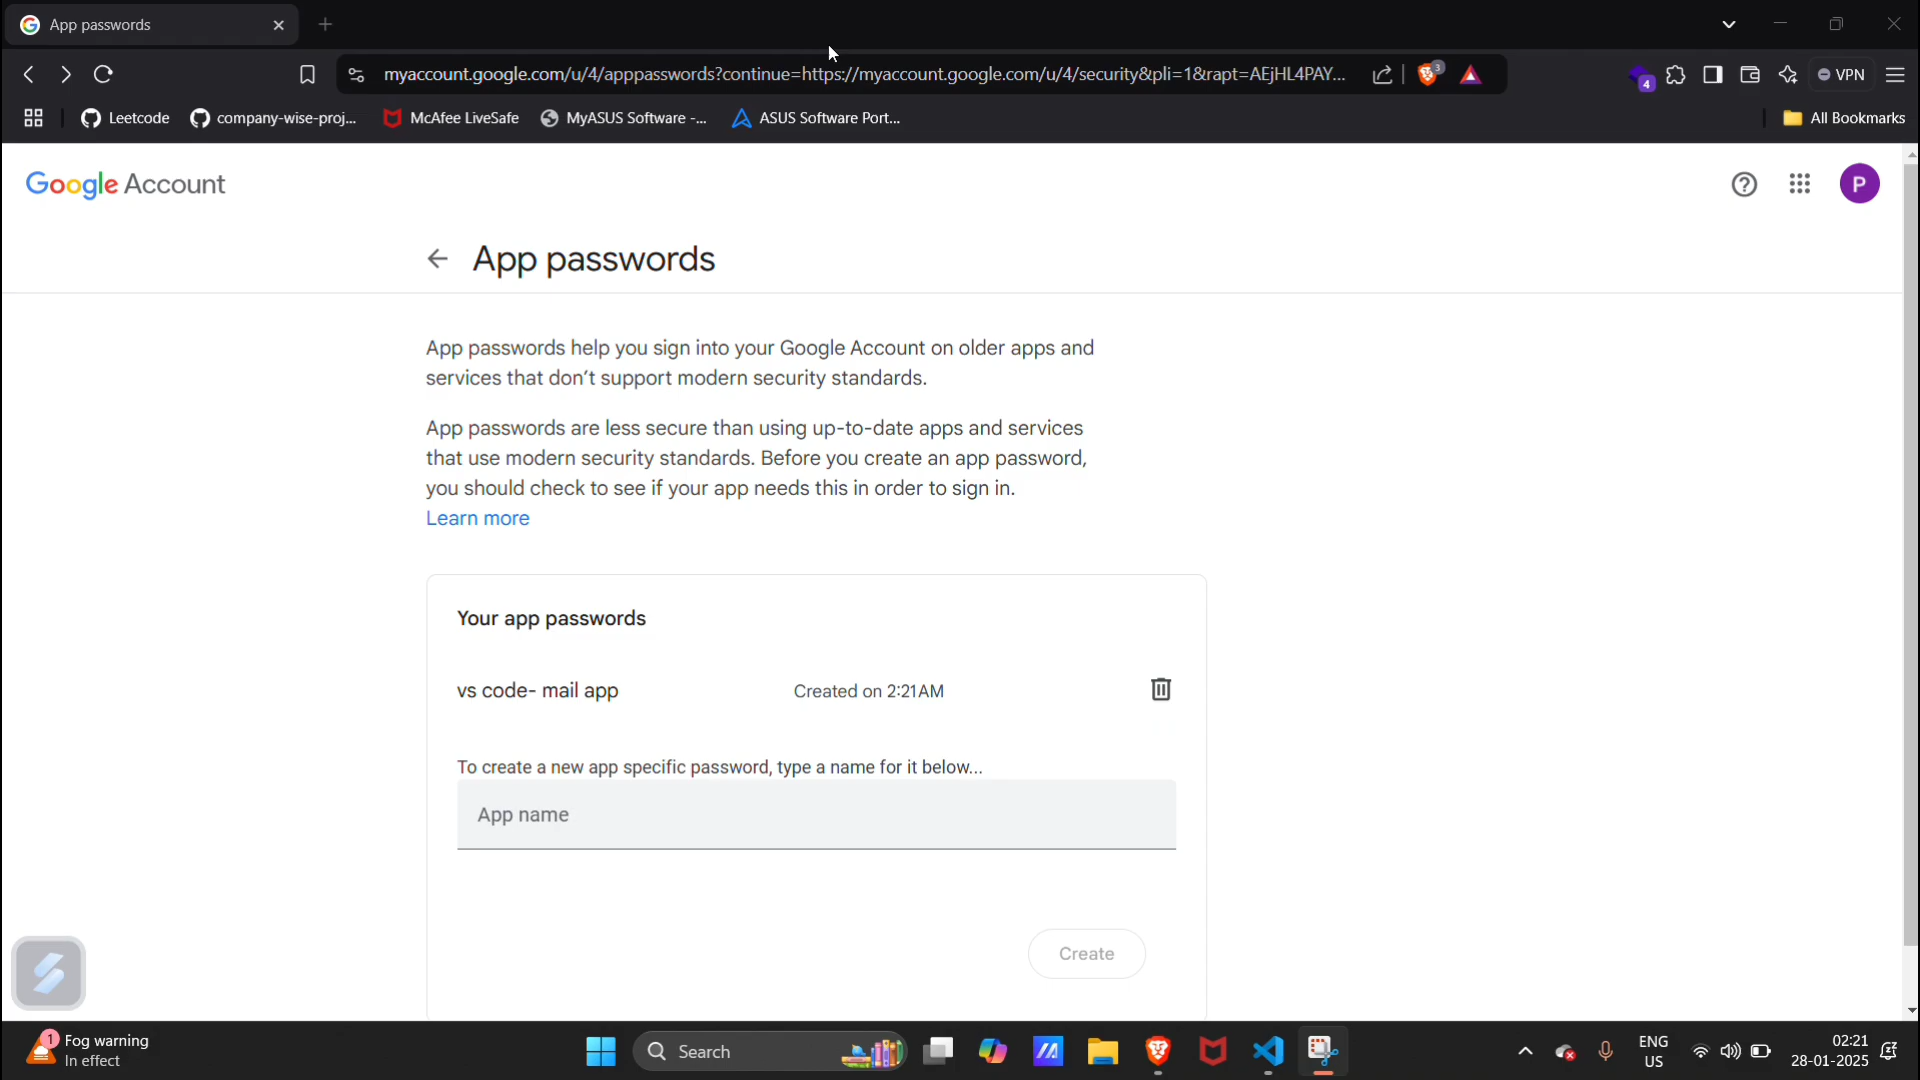 App passwords
myaccount.google.com/u/4/apppasswords?continue=https://myaccount.google.com/u/4/security&pli=1&rapt=AEjHL4PAY...
3
4
VPN
Leetcode
company-wise-proj...
McAfee LiveSafe
MyASUS Software -...
ASUS Software Port...
All Bookmarks
Google Account
P
App passwords
App passwords help you sign into your Google Account on older apps and
services that don't support modern security standards.
App passwords are less secure than using up-to-date apps and services
that use modern security standards. Before you create an app password,
you should check to see if your app needs this in order to sign in.
Learn more
Your app passwords
vs code- mail app Created on 2:21 AM
To create a new app specific password, type a name for it below...
App name
Create
1
Fog warning
In effect
Search
ENG
US
02:21
28-01-2025